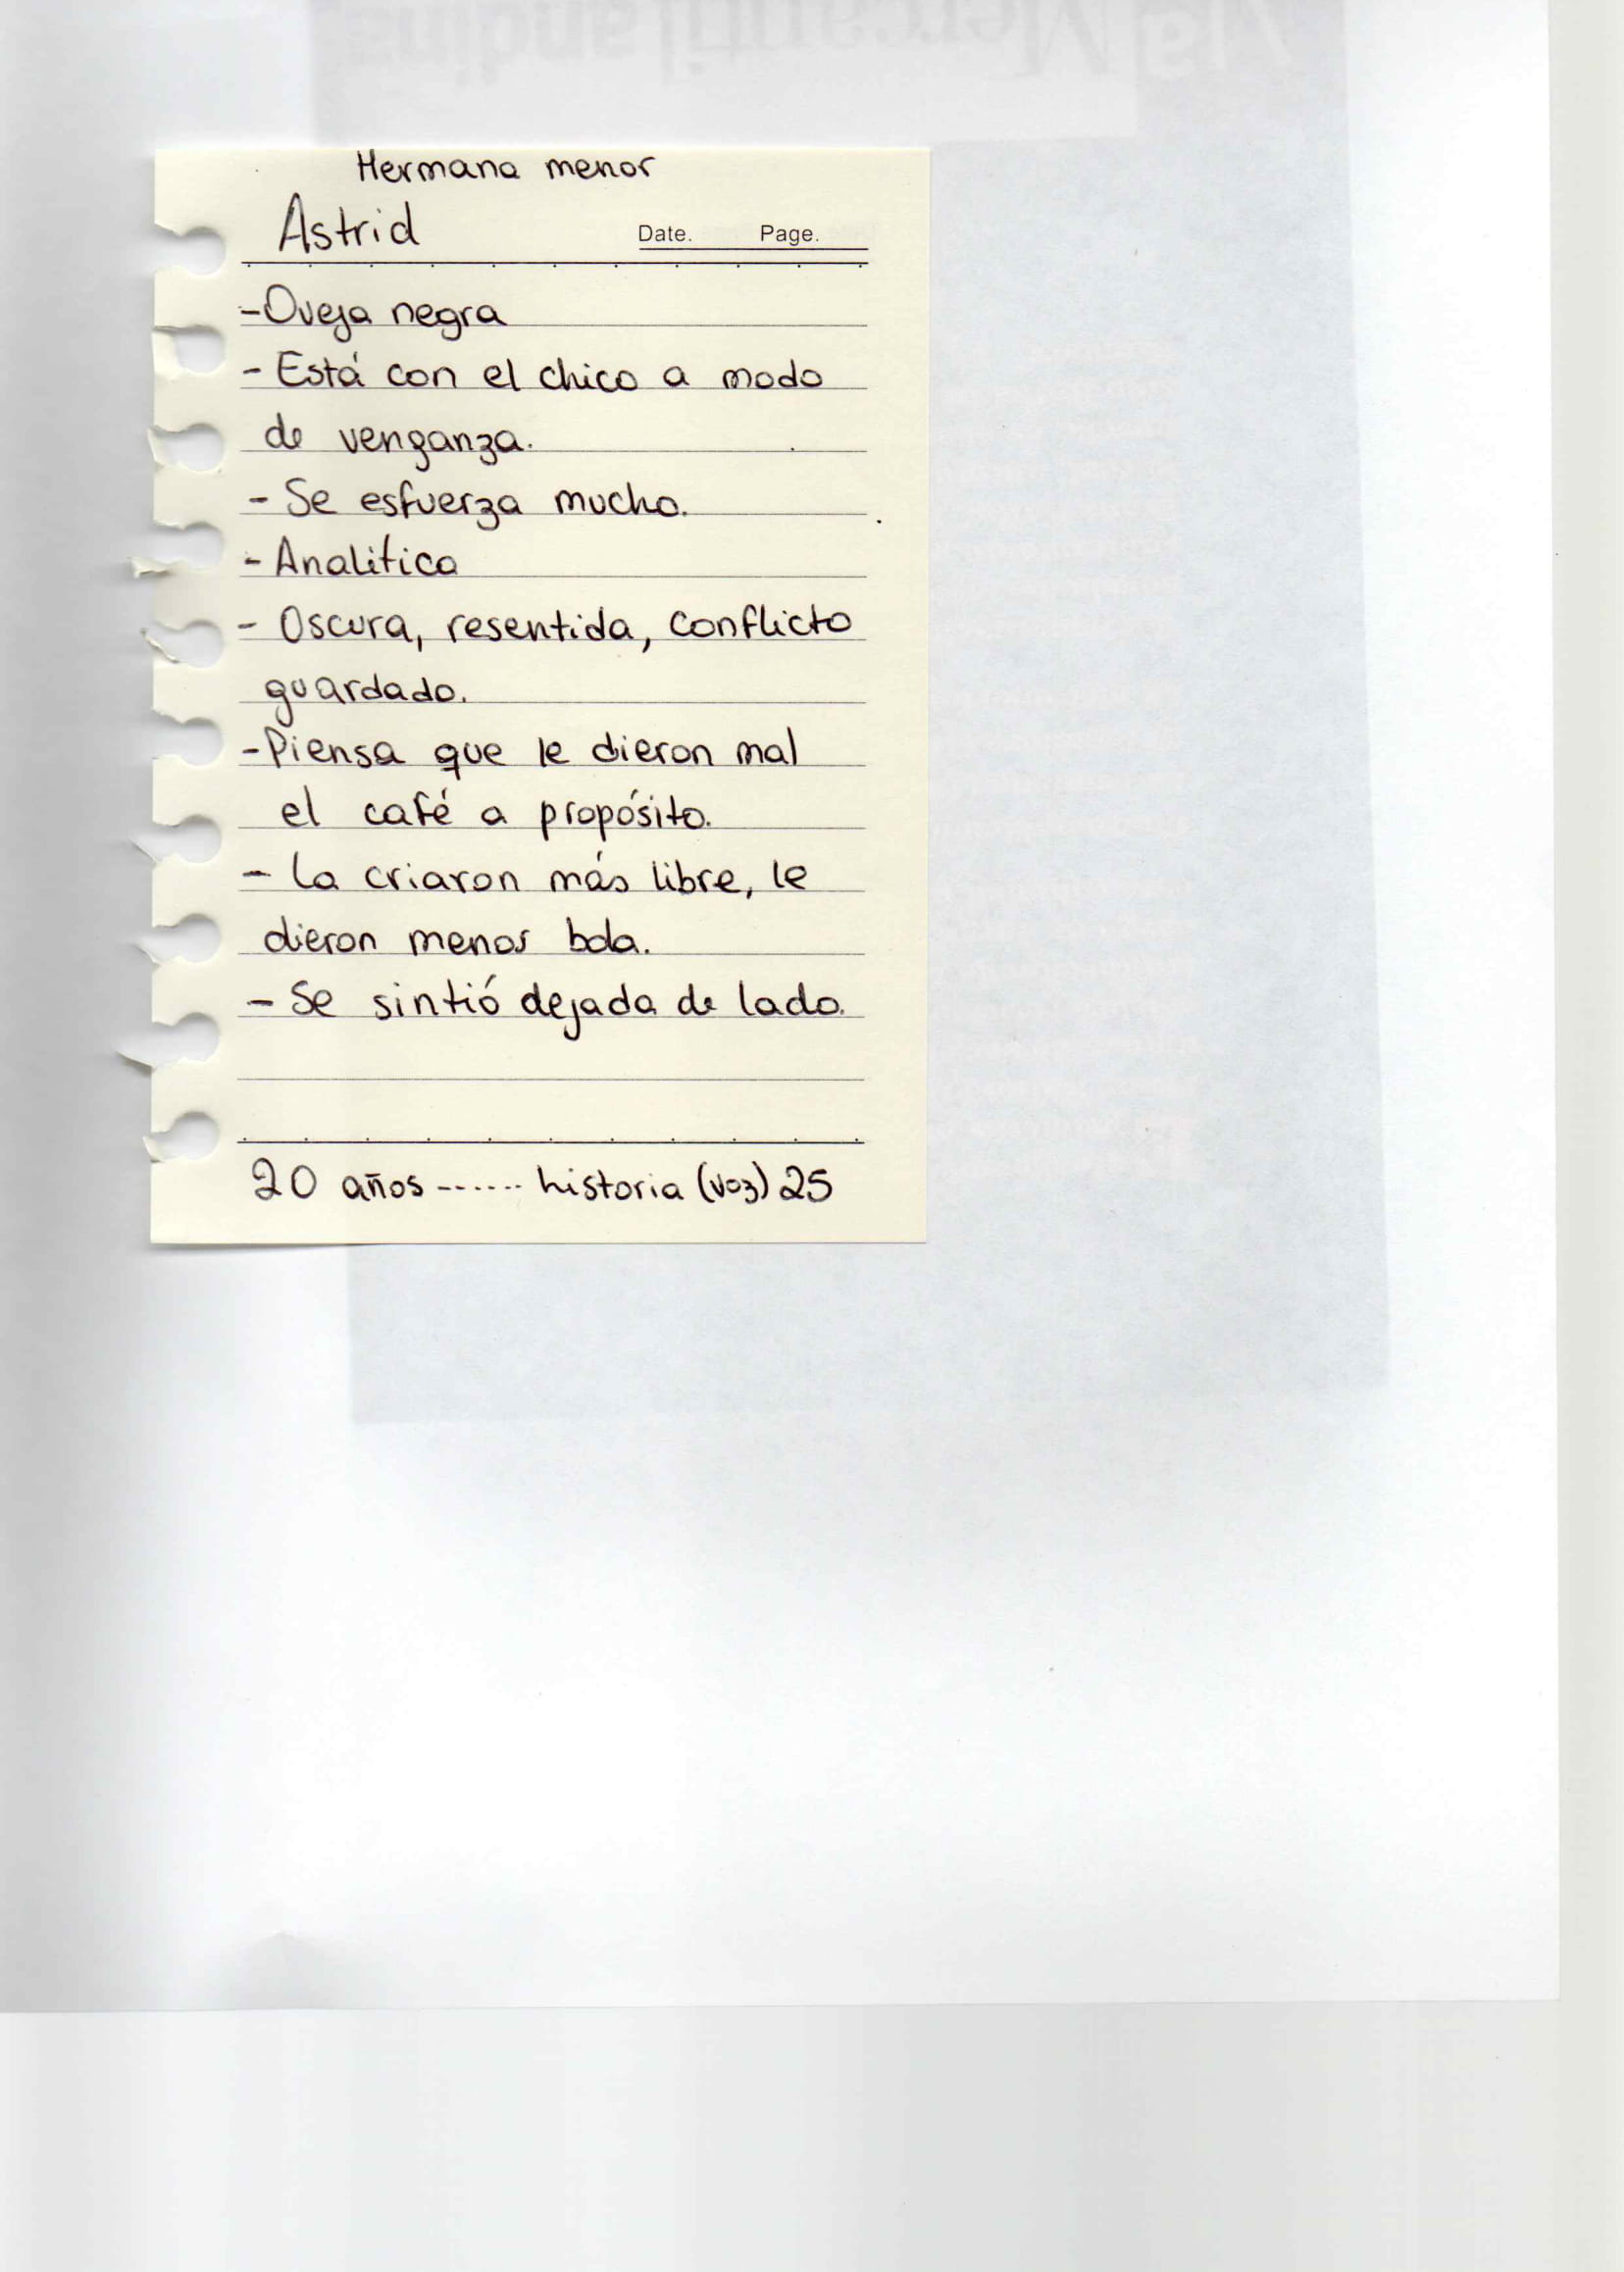 Hermana menor
Astrid
Date. Page.
-Oveja negra
- Está con el chico a modo
de venganza.
- Se esfuerza mucho.
- Analitica
- Oscura, resentida, conflicto
guardado.
-Piensa que le dieron mal
el café a propósito.
- La criaron más libre, le
dieron menos bola.
- Se sintió dejada de lado.
20 años ------ historia (voz) 25